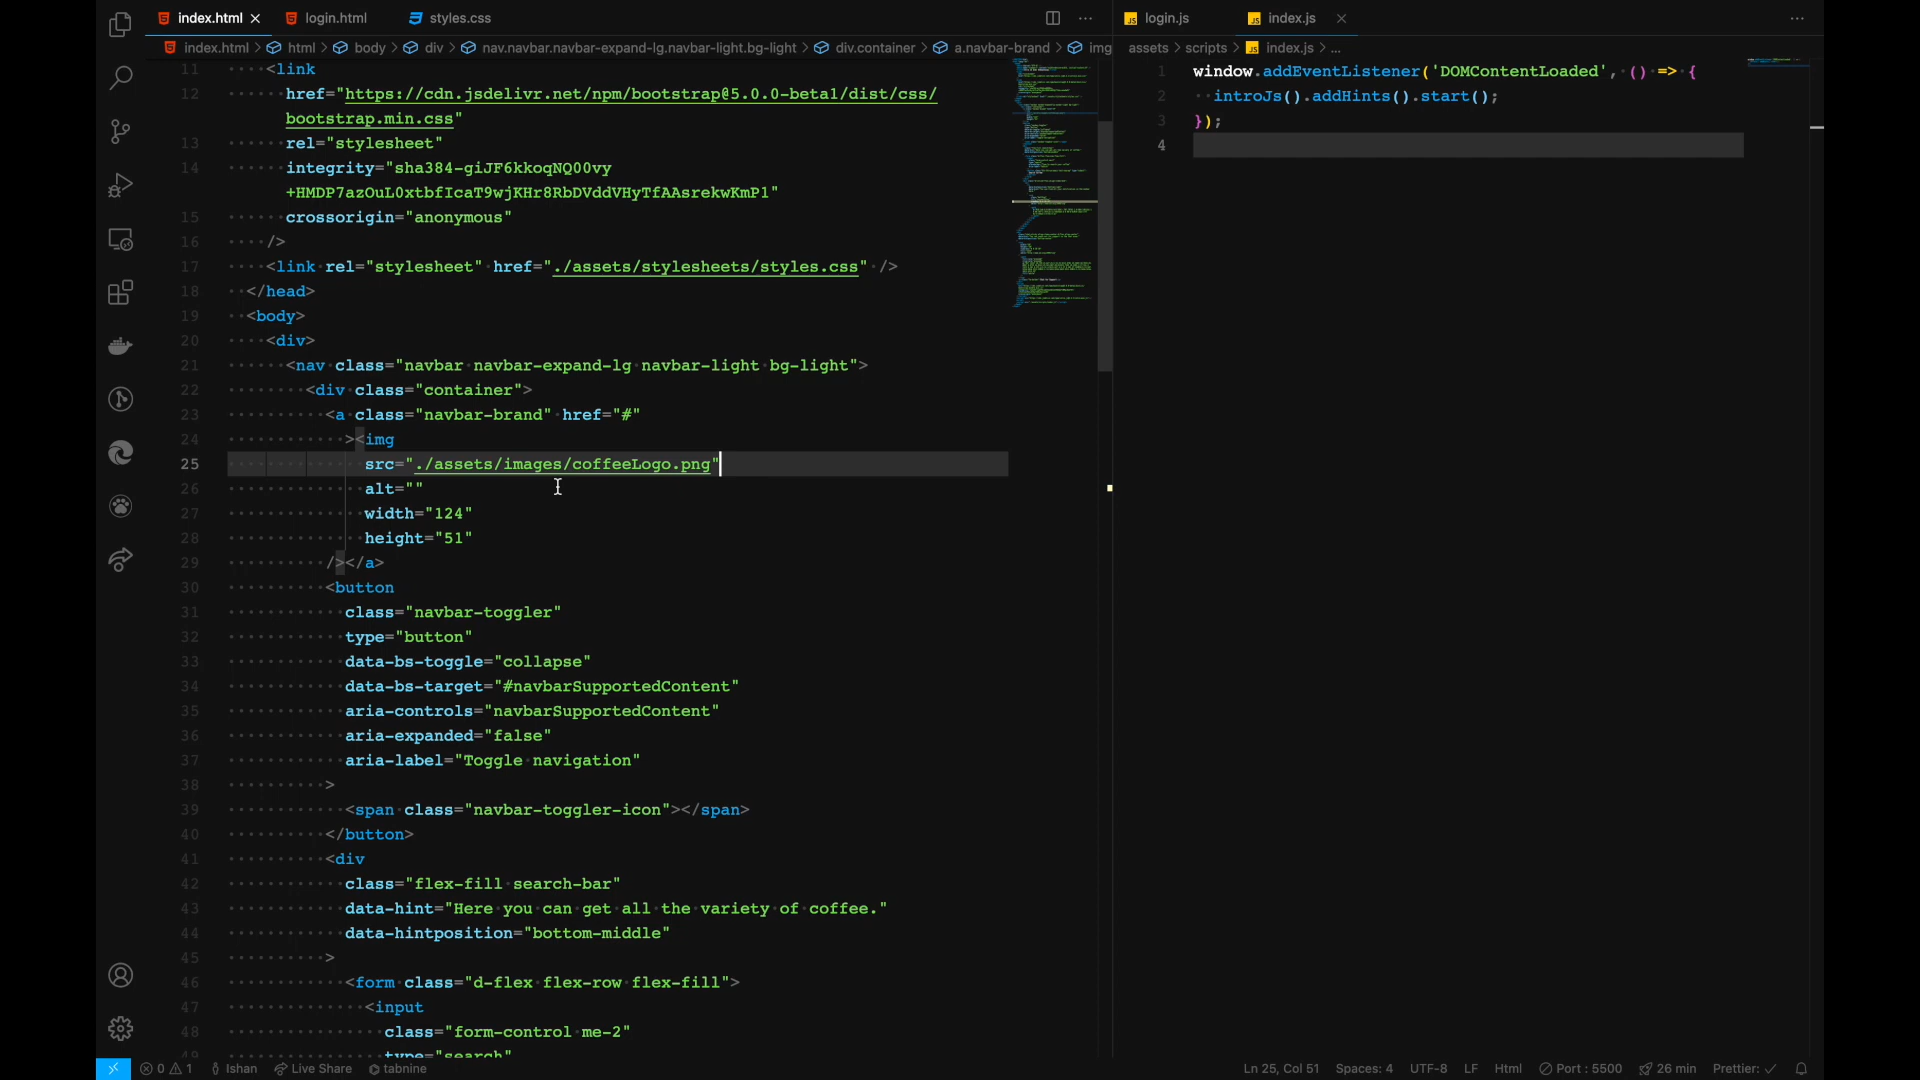 index.html
login.html
styles.css
login.js
index.js
index.html > html > body > div > nav.navbar.navbar-expand-lg.navbar-light.bg-light > div.container > a.navbar-brand > img
assets > scripts > index.js > ...
11 <link
12 href="https://cdn.jsdelivr.net/npm/bootstrap@5.0.0-beta1/dist/css/
bootstrap.min.css"
13 rel="stylesheet"
14 integrity="sha384-giJF6kkoqNQ00vy
+HMDP7azOuL0xtbfIcaT9wjKHr8RbDVddVHyTfAAsrekwKmP1"
15 crossorigin="anonymous"
16 />
17 <link rel="stylesheet" href="./assets/stylesheets/styles.css" />
18 </head>
19 <body>
20 <div>
21 <nav class="navbar navbar-expand-lg navbar-light bg-light">
22 <div class="container">
23 <a class="navbar-brand" href="#"
24 ><img
25 src="./assets/images/coffeeLogo.png"
26 alt=""
27 width="124"
28 height="51"
29 /></a>
30 <button
31 class="navbar-toggler"
32 type="button"
33 data-bs-toggle="collapse"
34 data-bs-target="#navbarSupportedContent"
35 aria-controls="navbarSupportedContent"
36 aria-expanded="false"
37 aria-label="Toggle navigation"
38 >
39 <span class="navbar-toggler-icon"></span>
40 </button>
41 <div
42 class="flex-fill search-bar"
43 data-hint="Here you can get all the variety of coffee."
44 data-hintposition="bottom-middle"
45 >
46 <form class="d-flex flex-row flex-fill">
47 <input
48 class="form-control me-2"
49 type="search"
1 window.addEventListener('DOMContentLoaded', () => {
2 introJs().addHints().start();
3 });
4
0 1 Ishan Live Share tabnine
Ln 25, Col 51 Spaces: 4 UTF-8 LF Html Port : 5500 26 min Prettier: ✓